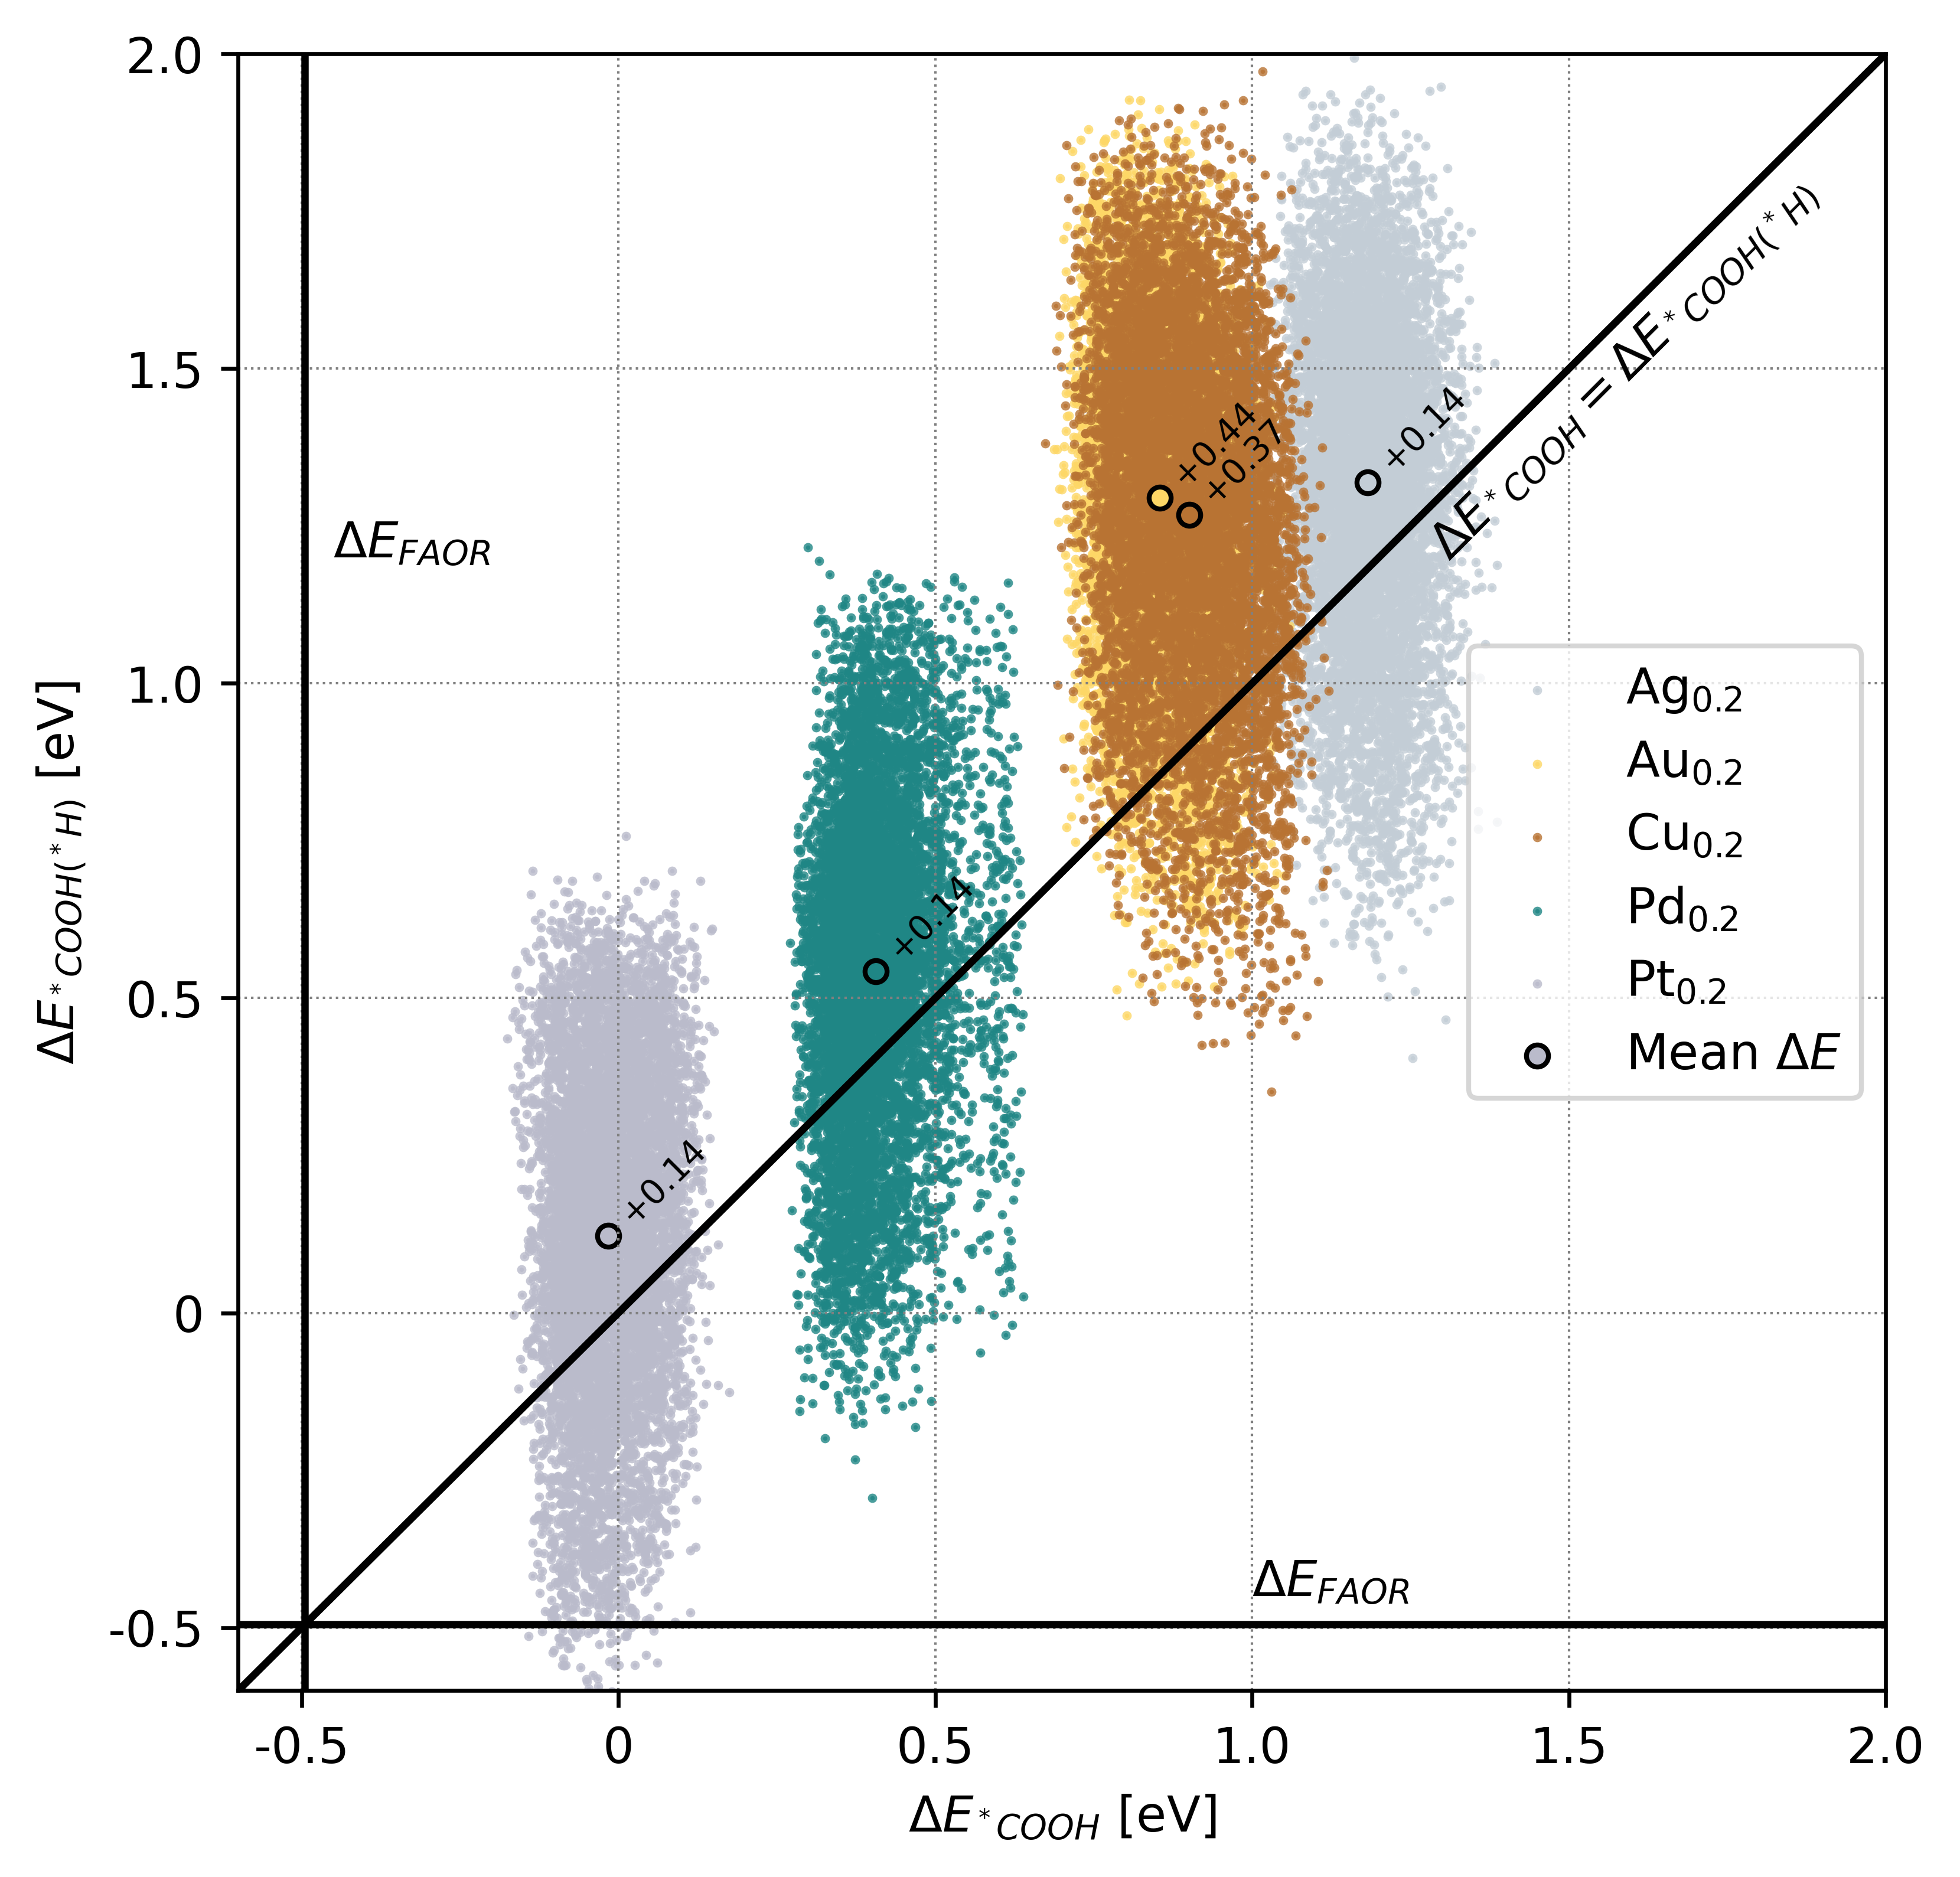 2.0
1.5
1.0
0.5
0
-0.5
ΔE*COOH(*H) [eV]
ΔE_FAOR
+0.44
+0.37
+0.14
ΔE*COOH = ΔE*COOH(*H)
+0.14
+0.14
Ag0.2
Au0.2
Cu0.2
Pd0.2
Pt0.2
Mean ΔE
ΔE_FAOR
-0.5 0 0.5 1.0 1.5 2.0
ΔE*COOH [eV]